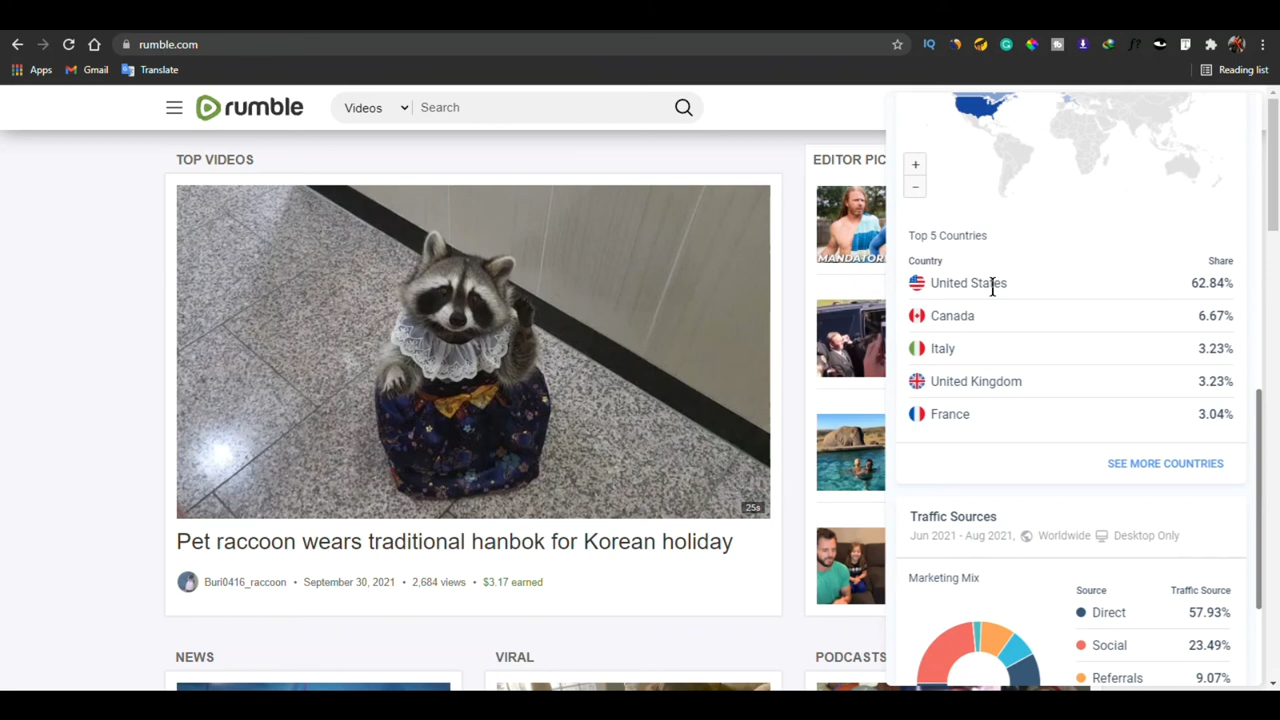 rumble.com
Apps
Gmail
Translate
Reading list
rumble
Videos
Search
TOP VIDEOS
EDITOR PIC
MANDATOR
25s
Pet raccoon wears traditional hanbok for Korean holiday
Buri0416_raccoon • September 30, 2021 • 2,684 views • $3.17 earned
NEWS
VIRAL
PODCASTS
+
−
Top 5 Countries
Country Share
United States 62.84%
Canada 6.67%
Italy 3.23%
United Kingdom 3.23%
France 3.04%
SEE MORE COUNTRIES
Traffic Sources
Jun 2021 - Aug 2021, Worldwide Desktop Only
Marketing Mix
Source Traffic Source
Direct 57.93%
Social 23.49%
Referrals 9.07%